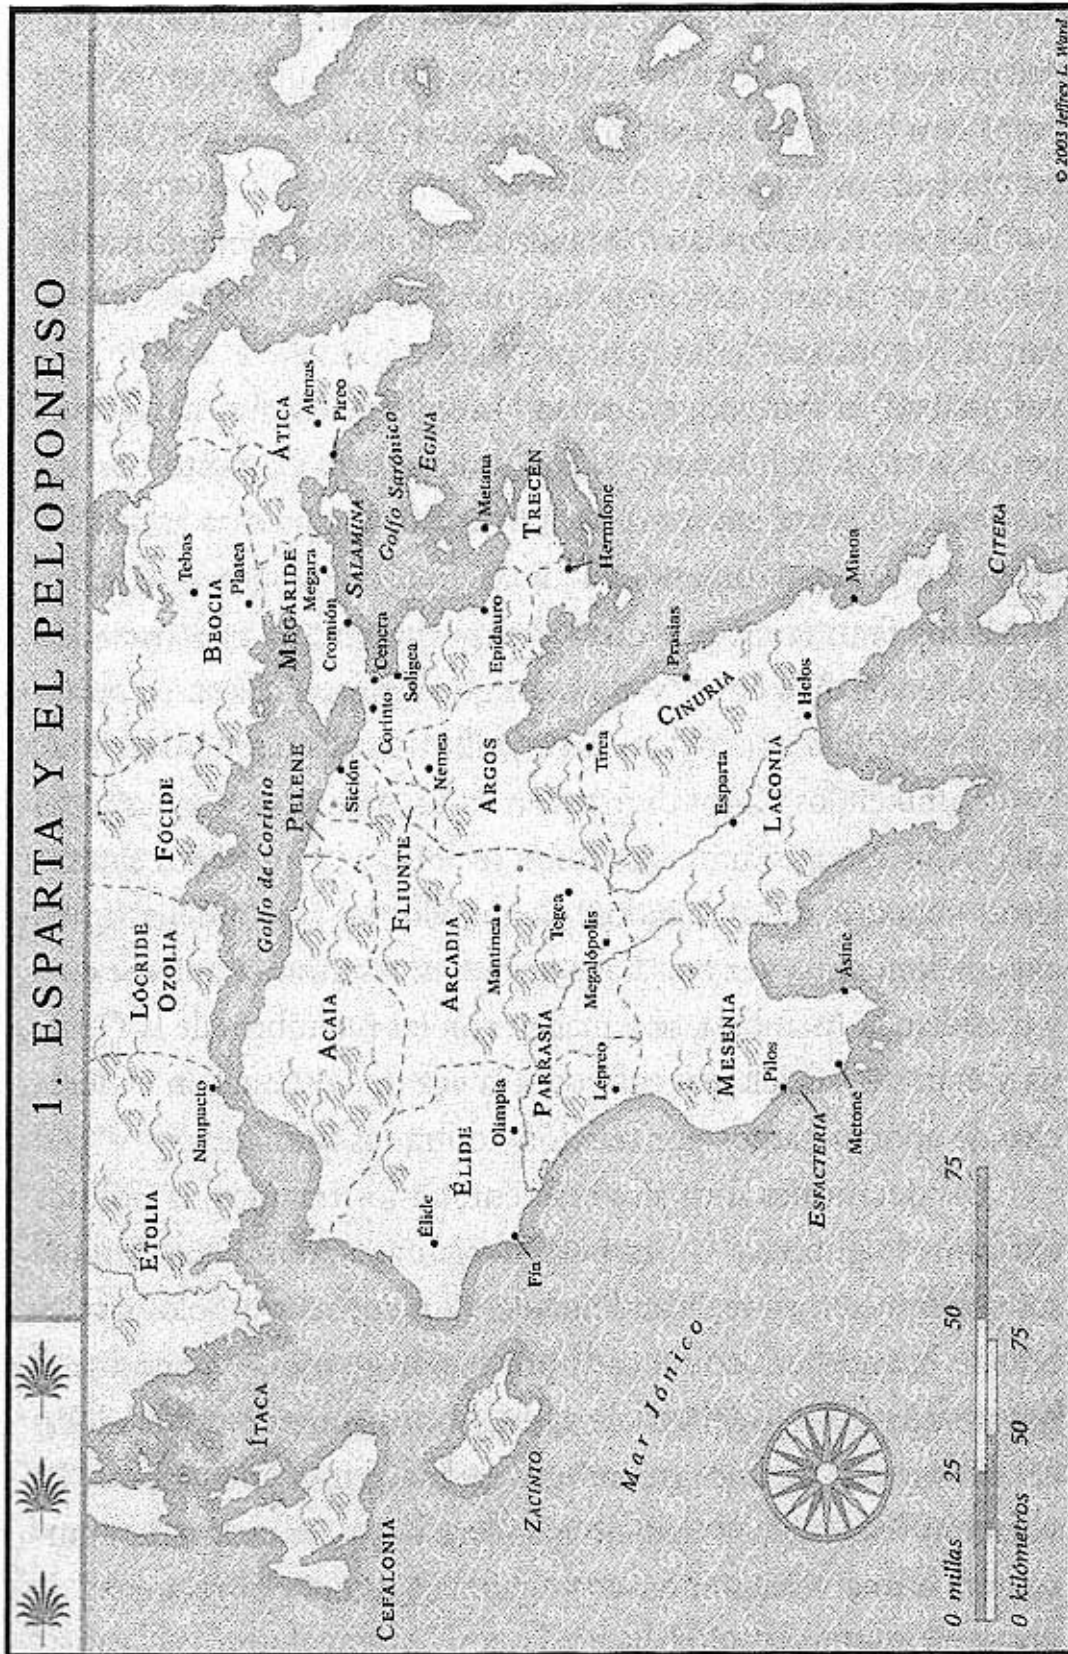 1. ESPARTA Y EL PELOPONESO
ETOLIA
Naupacto
LÓCRIDE
OZOLIA
FÓCIDE
BEOCIA
Tebas
Platea
MEGÁRIDE
Megara
Cromión
SALAMINA
ÁTICA
Atenas
Pireo
Golfo de Corinto
PELENE
Sición
Corinto
Cencra
Soligea
Golfo Sarónico
EGINA
ÍTACA
CEFALONIA
ACAIA
FLIUNTE
Nemea
ARGOS
Epidauro
Metana
TRECÉN
Hermíone
Élide
ÉLIDE
Olimpia
Fía
ARCADIA
Mantinea
Tegea
PARRASIA
Megalópolis
Lépreo
Tirea
ZACINTO
Mar Jónico
Prasias
CINURIA
Esparta
LACONIA
Helos
Minoa
MESENIA
Pilos
Ásine
ESFACTERIA
Metone
CITERA
0 millas 25 50 75
0 kilómetros 50 75
© 2003 Jeffrey L. Ward